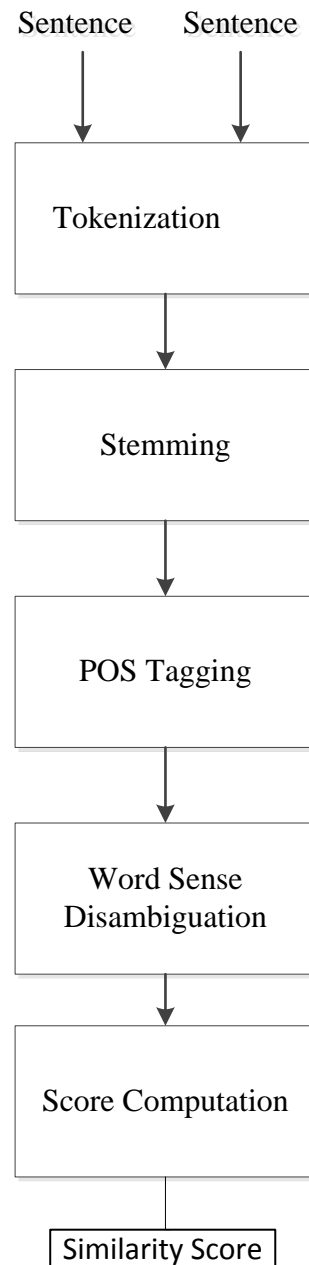 Sentence Sentence
Tokenization
Stemming
POS Tagging
Word Sense
Disambiguation
Score Computation
Similarity Score